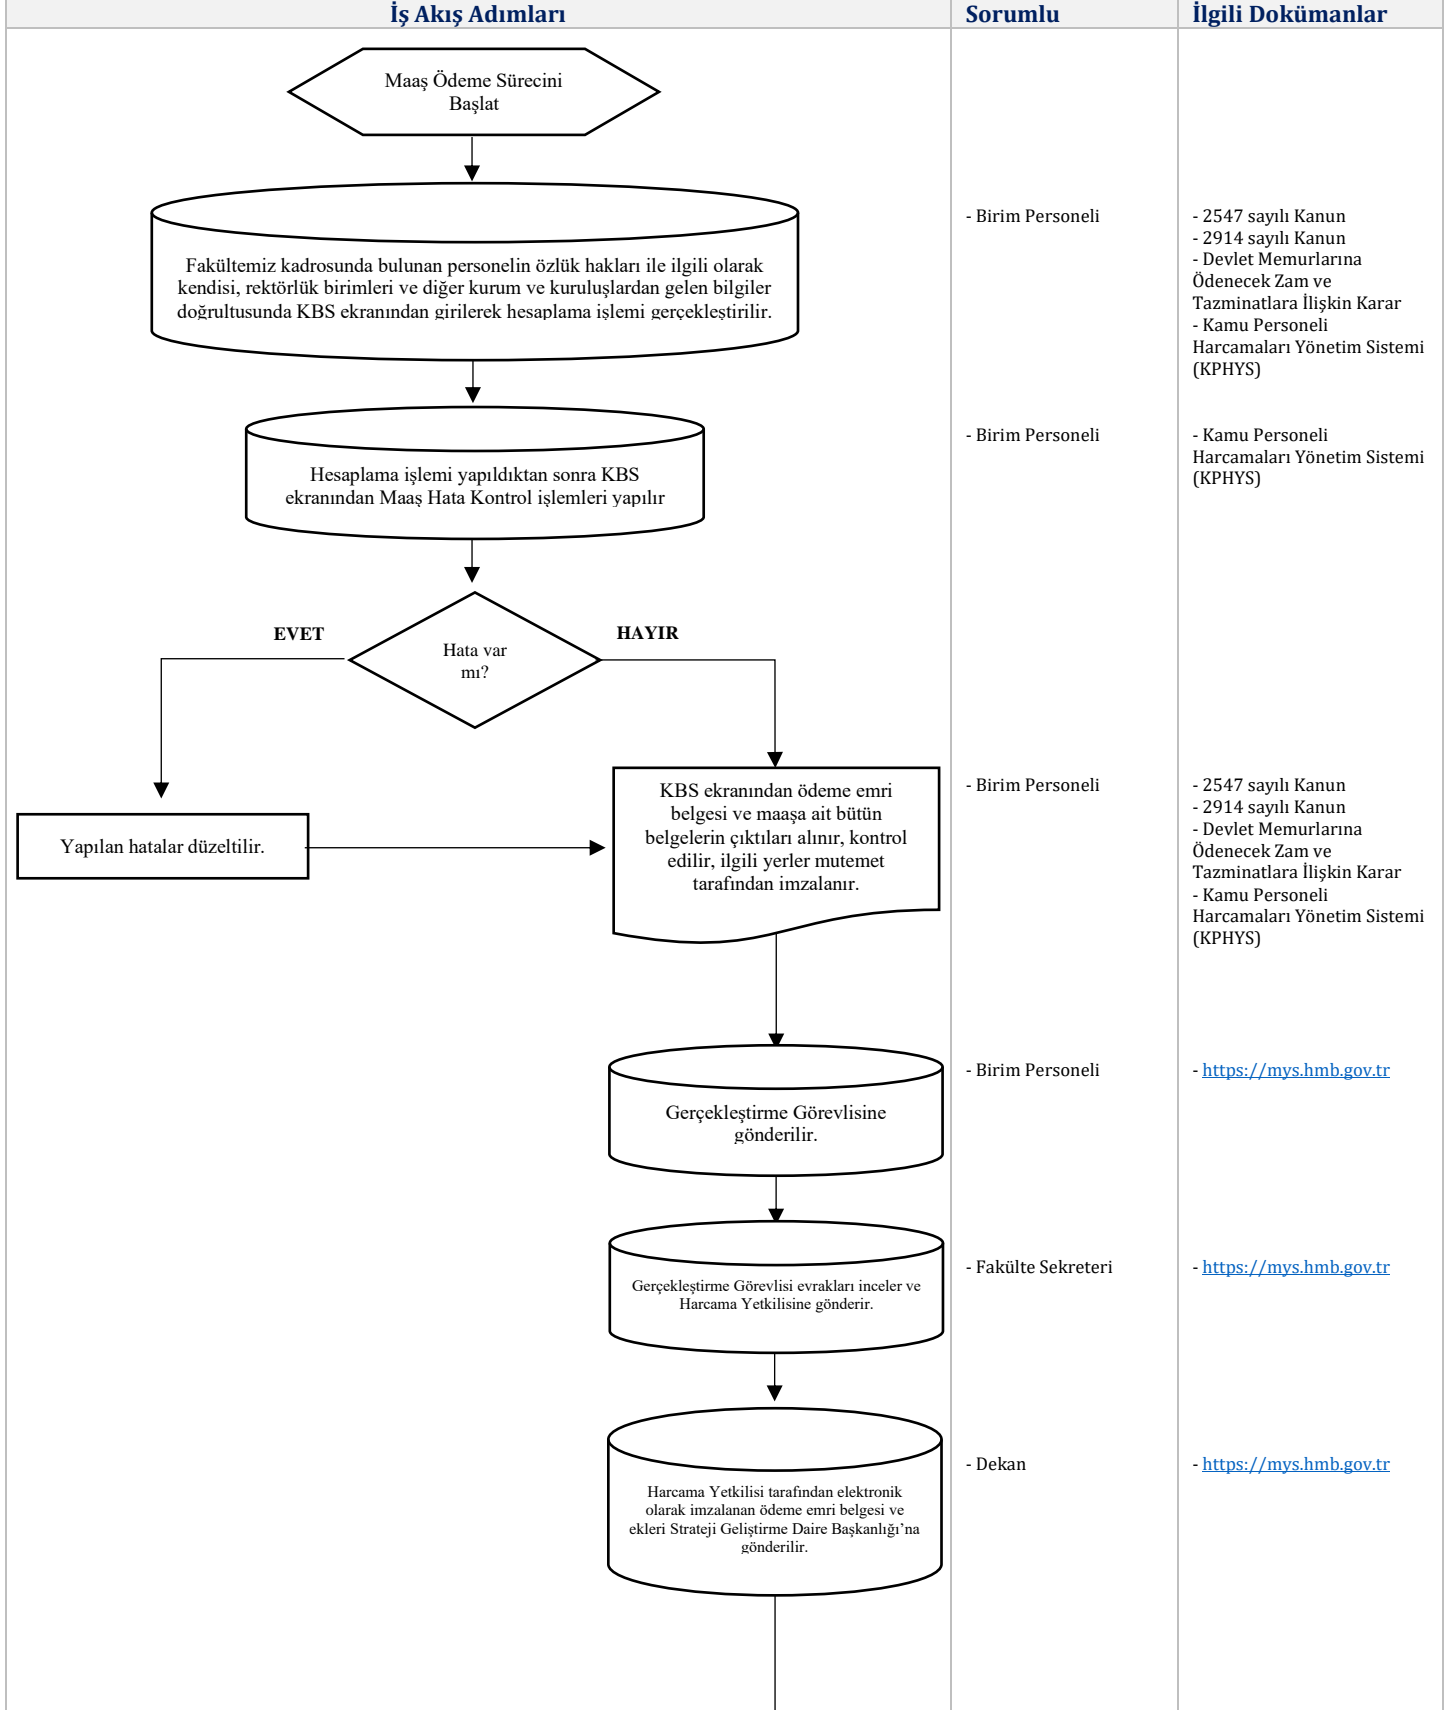 İş Akış Adımları
Sorumlu
İlgili Dokümanlar
Maaş Ödeme Sürecini
Başlat
Fakültemiz kadrosunda bulunan personelin özlük hakları ile ilgili olarak
kendisi, rektörlük birimleri ve diğer kurum ve kuruluşlardan gelen bilgiler
doğrultusunda KBS ekranından girilerek hesaplama işlemi gerçekleştirilir.
- Birim Personeli
- 2547 sayılı Kanun
- 2914 sayılı Kanun
- Devlet Memurlarına
Ödenecek Zam ve
Tazminatlara İlişkin Karar
- Kamu Personeli
Harcamaları Yönetim Sistemi
(KPHYS)
Hesaplama işlemi yapıldıktan sonra KBS
ekranından Maaş Hata Kontrol işlemleri yapılır
- Birim Personeli
- Kamu Personeli
Harcamaları Yönetim Sistemi
(KPHYS)
EVET
HAYIR
Hata var
mı?
Yapılan hatalar düzeltilir.
KBS ekranından ödeme emri
belgesi ve maaşa ait bütün
belgelerin çıktıları alınır, kontrol
edilir, ilgili yerler mutemet
tarafından imzalanır.
- Birim Personeli
- 2547 sayılı Kanun
- 2914 sayılı Kanun
- Devlet Memurlarına
Ödenecek Zam ve
Tazminatlara İlişkin Karar
- Kamu Personeli
Harcamaları Yönetim Sistemi
(KPHYS)
Gerçekleştirme Görevlisine
gönderilir.
- Birim Personeli
- https://mys.hmb.gov.tr
Gerçekleştirme Görevlisi evrakları inceler ve
Harcama Yetkilisine gönderir.
- Fakülte Sekreteri
- https://mys.hmb.gov.tr
Harcama Yetkilisi tarafından elektronik
olarak imzalanan ödeme emri belgesi ve
ekleri Strateji Geliştirme Daire Başkanlığı’na
gönderilir.
- Dekan
- https://mys.hmb.gov.tr